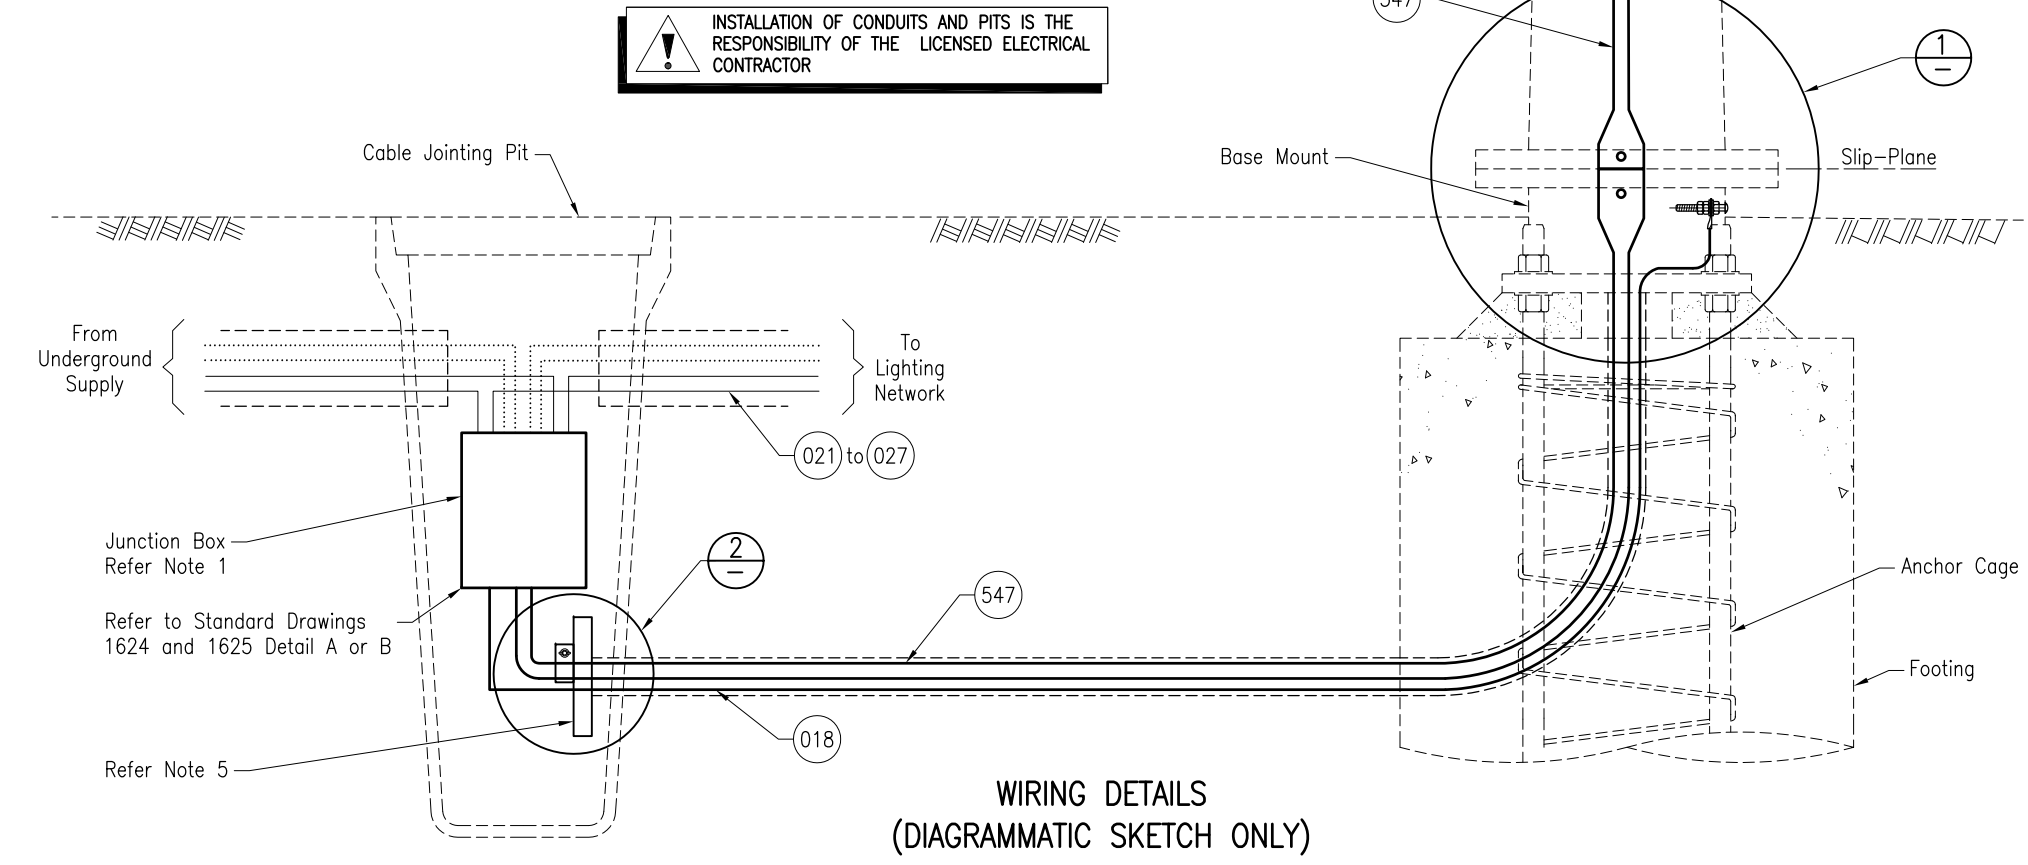 INSTALLATION OF CONDUITS AND PITS IS THE
RESPONSIBILITY OF THE LICENSED ELECTRICAL
CONTRACTOR
547
1
–
Cable Jointing Pit
Base Mount
Slip-Plane
From
Underground
Supply
To
Lighting
Network
021 to 027
Junction Box
Refer Note 1
2
–
547
Anchor Cage
Refer to Standard Drawings
1624 and 1625 Detail A or B
Footing
018
Refer Note 5
WIRING DETAILS
(DIAGRAMMATIC SKETCH ONLY)